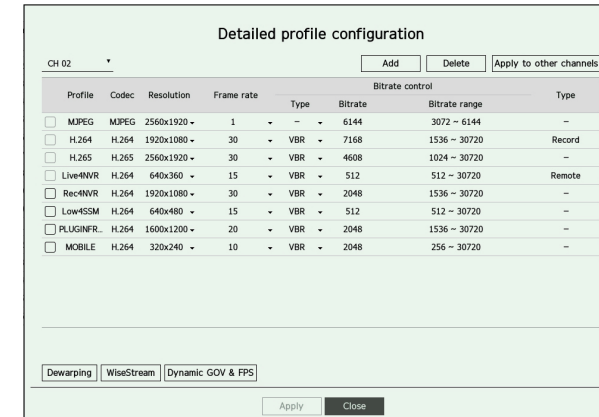 Detailed profile configuration
CH 02
Add Delete Apply to other channels
Profile Codec Resolution Frame rate Bitrate control Type
Type Bitrate Bitrate range
MJPEG MJPEG 2560x1920 1 – 6144 3072 ~ 6144 –
H.264 H.264 1920x1080 30 VBR 7168 1536 ~ 30720 Record
H.265 H.265 2560x1920 30 VBR 4608 1024 ~ 30720 –
Live4NVR H.264 640x360 15 VBR 512 512 ~ 30720 Remote
Rec4NVR H.264 1920x1080 30 VBR 2048 1536 ~ 30720 –
Low4SSM H.264 640x480 15 VBR 512 512 ~ 30720 –
PLUGINFR... H.264 1600x1200 20 VBR 2048 1536 ~ 30720 –
MOBILE H.264 320x240 10 VBR 2048 256 ~ 30720 –
Dewarping WiseStream Dynamic GOV & FPS
Apply Close